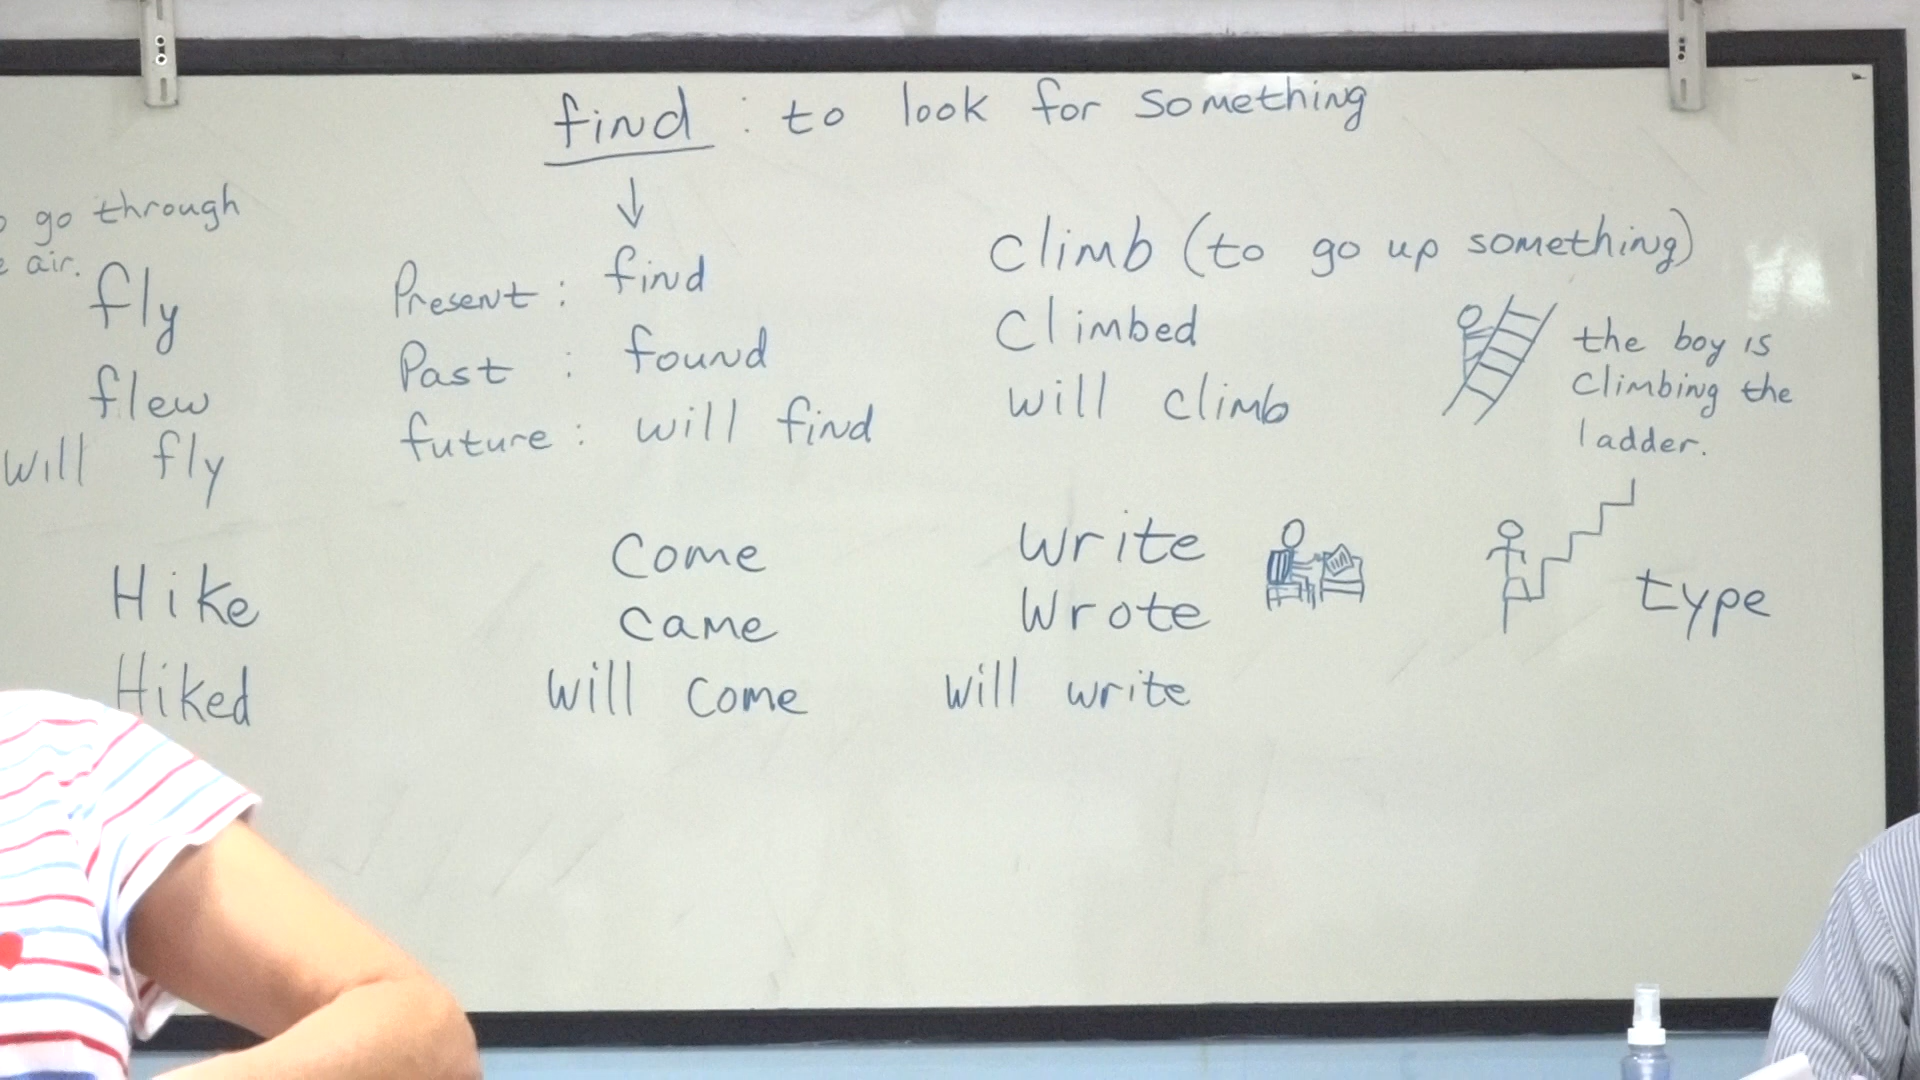 find : to look for something
go through
air.
fly
flew
will fly
Hike
Hiked
Present : find
Past : found
future : will find
Come
Came
Will Come
Climb (to go up something)
Climbed
will climb
the boy is
Climbing the
ladder.
Write
Wrote
Will write
type